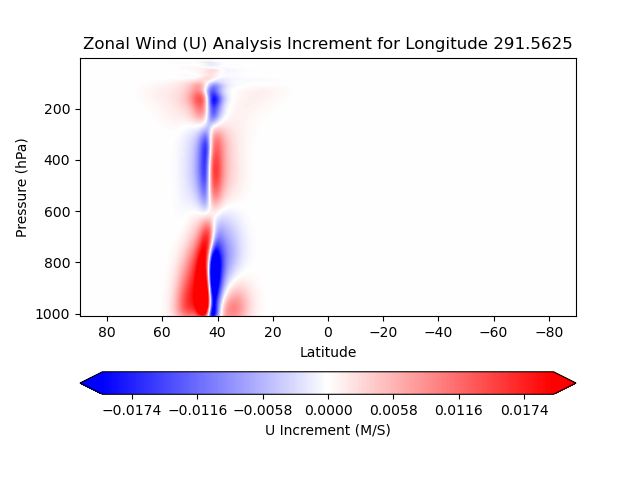 Zonal Wind (U) Analysis Increment for Longitude 291.5625
Pressure (hPa)
200
400
600
800
1000
80 60 40 20 0 −20 −40 −60 −80
Latitude
−0.0174 −0.0116 −0.0058 0.0000 0.0058 0.0116 0.0174
U Increment (M/S)